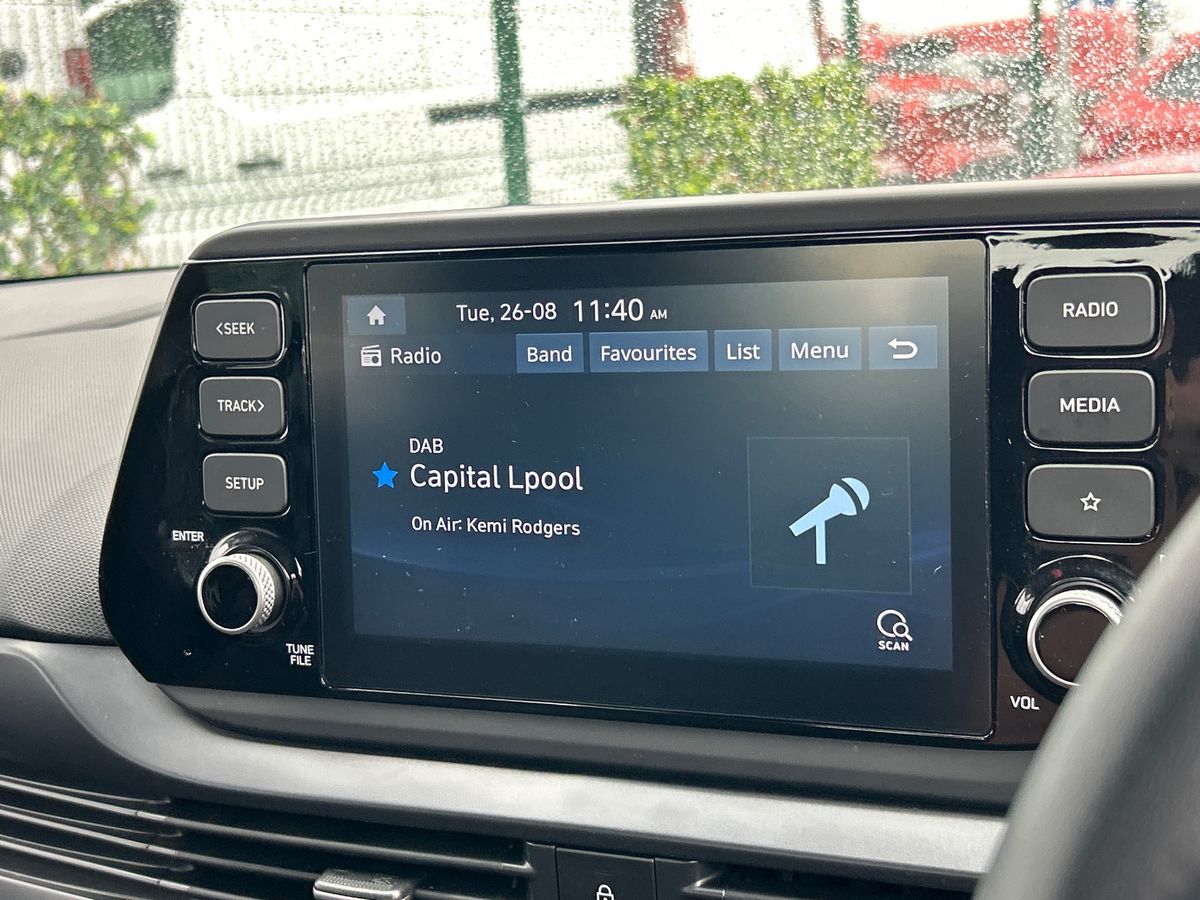 <SEEK
TRACK>
SETUP
ENTER
TUNE
FILE
Tue, 26-08 11:40 AM
Radio
Band Favourites List Menu
DAB
Capital Lpool
On Air: Kemi Rodgers
SCAN
RADIO
MEDIA
VOL